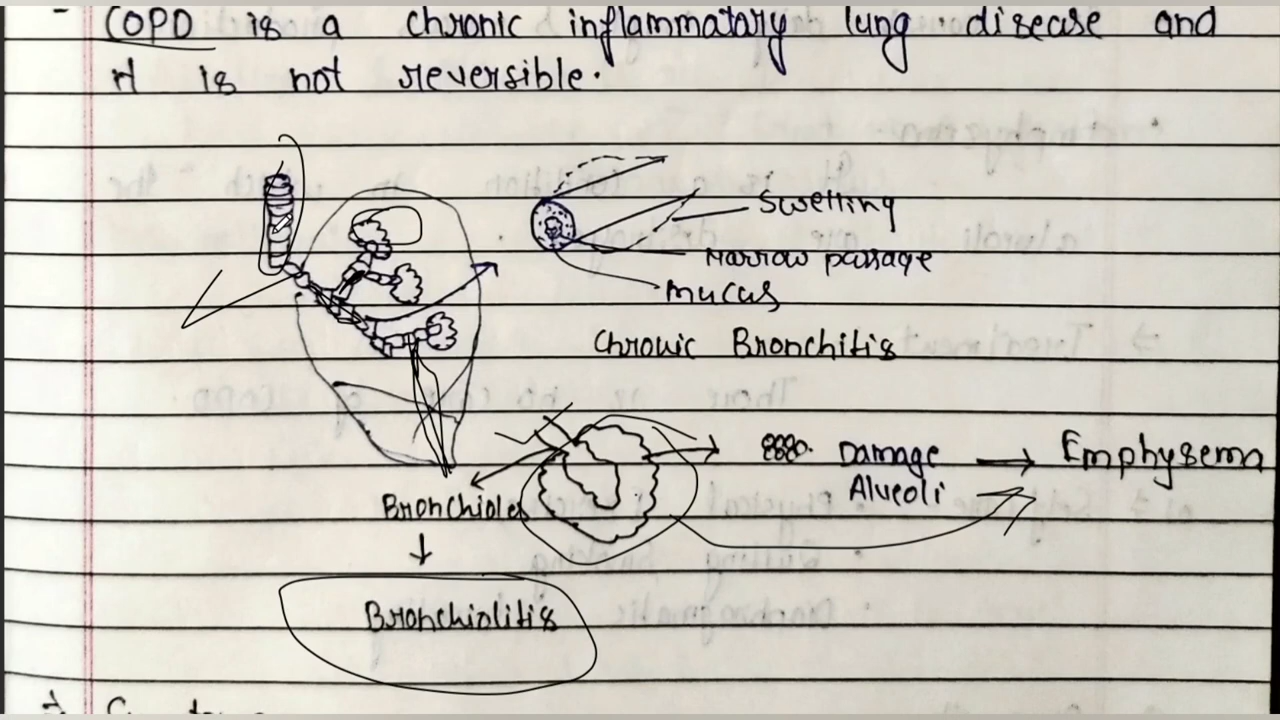 - COPD is a chronic inflammatory lung disease and
it is not reversible.
Swelling
Narrow passage
Mucus
Chronic Bronchitis
Damage → Emphysema
Alveoli
Bronchioles
↓
Bronchiolitis